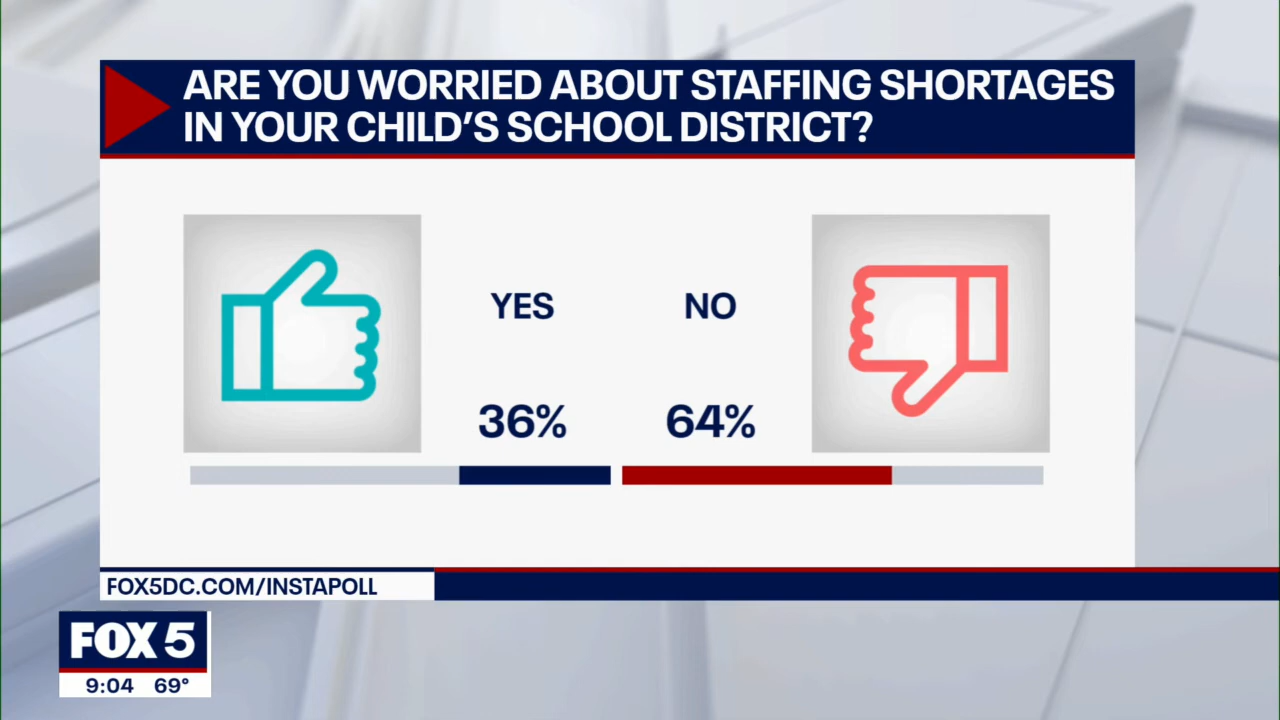 ARE YOU WORRIED ABOUT STAFFING SHORTAGES
IN YOUR CHILD'S SCHOOL DISTRICT?
YES
NO
36%
64%
FOX5DC.COM/INSTAPOLL
FOX 5
9:04 69°